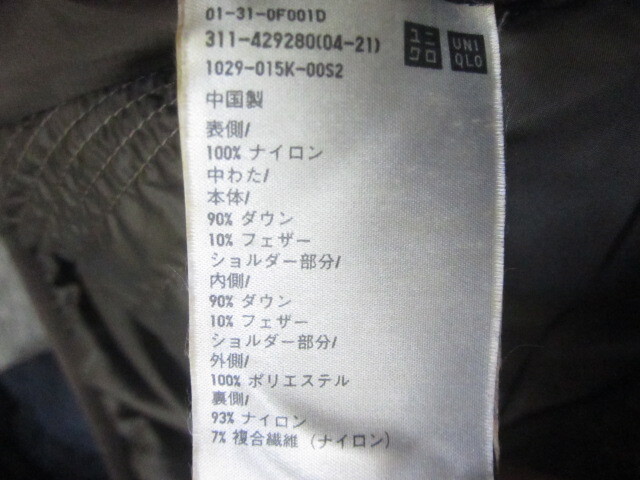 01-31-0F001D
311-429280(04-21)
1029-015K-00S2
ユニ
クロ
UNI
QLO
中国製
表側/
100% ナイロン
中わた/
本体/
90% ダウン
10% フェザー
ショルダー部分/
内側/
90% ダウン
10% フェザー
ショルダー部分/
外側/
100% ポリエステル
裏側/
93% ナイロン
7% 複合繊維 (ナイロン)